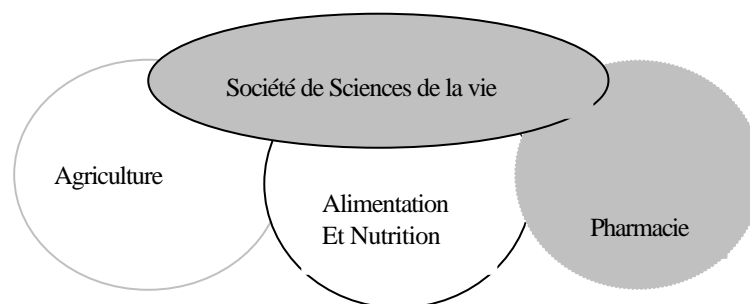 Société de Sciences de la vie
Agriculture
Alimentation
Et Nutrition
Pharmacie